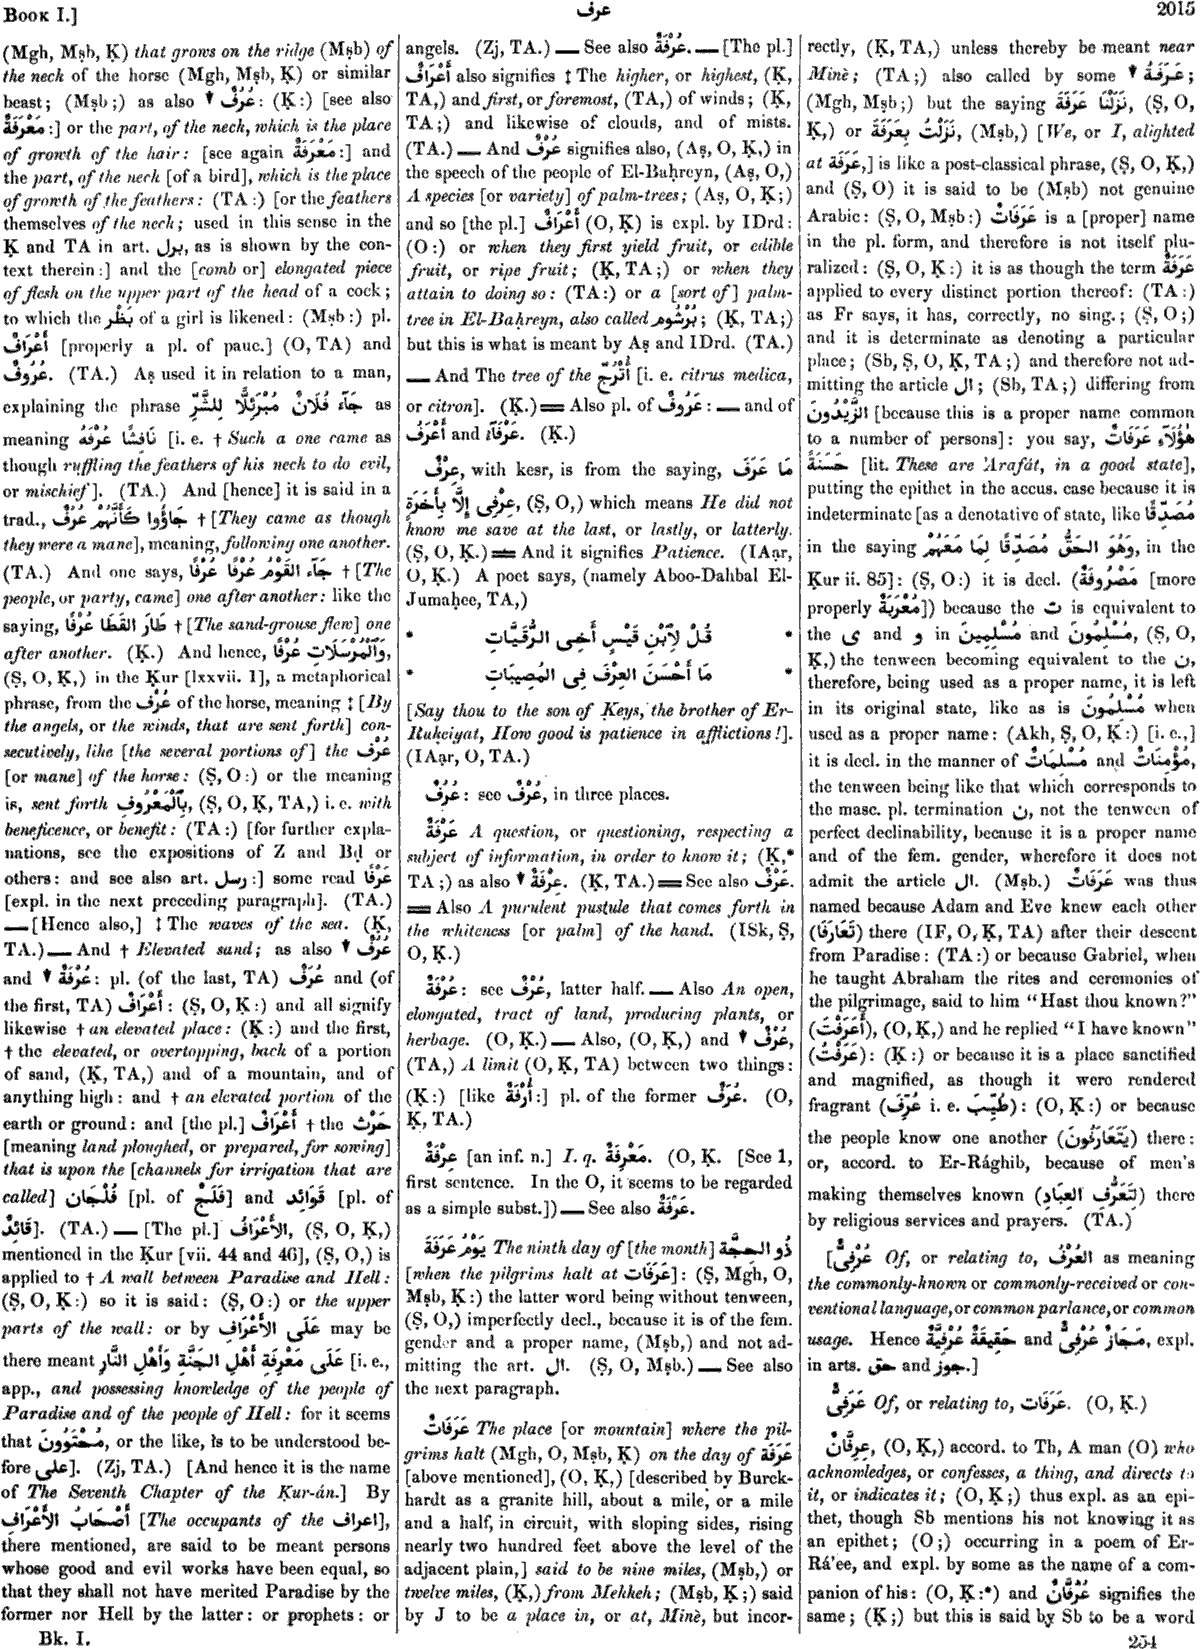 BOOK I.]
عرف
2015
(Mgh, Mṣb, Ḳ) that grows on the ridge (Mṣb) of
the neck of the horse (Mgh, Mṣb, Ḳ) or similar
beast; (Mṣb;) as also ↓ عُرُفٌ: (Ḳ:) [see also
مَعْرَفَةٌ:] or the part, of the neck, which is the place
of growth of the hair: [see again مَعْرَفَةٌ:] and
the part, of the neck [of a bird], which is the place
of growth of the feathers: (TA:) [or the feathers
themselves of the neck; used in this sense in the
Ḳ and TA in art. برل, as is shown by the con-
text therein:] and the [comb or] elongated piece
of flesh on the upper part of the head of a cock;
to which the بَظْر of a girl is likened: (Mṣb:) pl.
أَعْرَافٌ [properly a pl. of pauc.] (O, TA) and
عُرُوفٌ. (TA.) Aṣ used it in relation to a man,
explaining the phrase جَآءَ فُلَانٌ مُبْرَئِلًّا لِلشَّرِّ as
meaning نَافِشًا عُرْفَهُ [i. e. † Such a one came as
though ruffling the feathers of his neck to do evil,
or mischief]. (TA.) And [hence] it is said in a
trad., جَاؤُوا كَأَنَّهُمْ عُرْفٌ † [They came as though
they were a mane], meaning, following one another.
(TA.) And one says, جَآءَ القَوْمُ عُرْفًا عُرْفًا † [The
people, or party, came] one after another: like the
saying, طَارَ القَطَا عُرْفًا † [The sand-grouse flew] one
after another. (Ḳ.) And hence, وَٱلْمُرْسَلَاتِ عُرْفًا,
(Ṣ, O, Ḳ,) in the Ḳur [lxxvii. 1], a metaphorical
phrase, from the عُرْف of the horse, meaning ‡ [By
the angels, or the winds, that are sent forth] con-
secutively, like [the several portions of] the عُرْف
[or mane] of the horse: (Ṣ, O:) or the meaning
is, sent forth بِٱلْمَعْرُوفِ, (Ṣ, O, Ḳ, TA,) i. e. with
beneficence, or benefit: (TA:) [for further expla-
nations, see the expositions of Z and Bḍ or
others: and see also art. رسل:] some read عُرُفًا
[expl. in the next preceding paragraph]. (TA.)
— [Hence also,] ‡ The waves of the sea. (Ḳ,
TA.) — And † Elevated sand; as also ↓ عُرُفٌ
and ↓ عُرْفَةٌ: pl. (of the last, TA) عُرَفٌ and (of
the first, TA) أَعْرَافٌ: (Ṣ, O, Ḳ:) and all signify
likewise † an elevated place: (Ḳ:) and the first,
† the elevated, or overtopping, back of a portion
of sand, (Ḳ, TA,) and of a mountain, and of
anything high: and † an elevated portion of the
earth or ground: and [the pl.] أَعْرَافٌ † the حَرْث
[meaning land ploughed, or prepared, for sowing]
that is upon the [channels for irrigation that are
called] فُلْجَان [pl. of فَلَجٌ] and قَوَائِد [pl. of
قَائِدٌ]. (TA.) — [The pl.] الأَعْرَافُ, (Ṣ, O, Ḳ,)
mentioned in the Ḳur [vii. 44 and 46], (Ṣ, O,) is
applied to † A wall between Paradise and Hell:
(Ṣ, O, Ḳ:) so it is said: (Ṣ, O:) or the upper
parts of the wall: or by عَلَى الأَعْرَافِ may be
there meant عَلَى مَعْرِفَةِ أَهْلِ الجَنَّةِ وَأَهْلِ النَّارِ [i. e.,
app., and possessing knowledge of the people of
Paradise and of the people of Hell: for it seems
that مُحْتَوُونَ, or the like, is to be understood be-
fore على]. (Zj, TA.) [And hence it is the name
of The Seventh Chapter of the Ḳur-án.] By
أَصْحَابُ الأَعْرَافِ [The occupants of the اعراف],
there mentioned, are said to be meant persons
whose good and evil works have been equal, so
that they shall not have merited Paradise by the
former nor Hell by the latter: or prophets: or
angels. (Zj, TA.) — See also عُرْفَةٌ. — [The pl.]
أَعْرَافٌ also signifies ‡ The higher, or highest, (Ḳ,
TA,) and first, or foremost, (TA,) of winds; (Ḳ,
TA;) and likewise of clouds, and of mists.
(TA.) — And عُرْفٌ signifies also, (Aṣ, O, Ḳ,) in
the speech of the people of El-Baḥreyn, (Aṣ, O,)
A species [or variety] of palm-trees; (Aṣ, O, Ḳ;)
and so [the pl.] أَعْرَافٌ (O, Ḳ) is expl. by IDrd:
(O:) or when they first yield fruit, or edible
fruit, or ripe fruit; (Ḳ, TA;) or when they
attain to doing so: (TA:) or a [sort of] palm-
tree in El-Baḥreyn, also called بُرْشُوم; (Ḳ, TA;)
but this is what is meant by Aṣ and IDrd. (TA.)
— And The tree of the أُتْرُجّ [i. e. citrus medica,
or citron]. (Ḳ.) = Also pl. of عَرُوفٌ: — and of
أَعْرَفُ and عَرْفَآءُ. (Ḳ.)
عِرْفٌ, with kesr, is from the saying, مَا عَرَفَ
عِرْفِى إِلَّا بِأَخَرَةٍ, (Ṣ, O,) which means He did not
know me save at the last, or lastly, or latterly.
(Ṣ, O, Ḳ.) = And it signifies Patience. (IAạr,
O, Ḳ.) A poet says, (namely Aboo-Dahbal El-
Jumaḥee, TA,)
* قُلْ لِٱبْنِ قَيْسٍ أَخِى الرُّقَيَّاتِ *
* مَا أَحْسَنَ العِرْفَ فِى المُصِيبَاتِ *
[Say thou to the son of Ḳeys, the brother of Er-
Ruḳeiyat, How good is patience in afflictions!].
(IAạr, O, TA.)
عُرُفٌ: see عُرْفٌ, in three places.
عَرْفَةٌ A question, or questioning, respecting a
subject of information, in order to know it; (Ḳ,*
TA;) as also ↓ عِرْفَةٌ. (Ḳ, TA.) = See also عَرْفٌ.
= Also A purulent pustule that comes forth in
the whiteness [or palm] of the hand. (ISk, Ṣ,
O, Ḳ.)
عُرْفَةٌ: see عُرْفٌ, latter half. — Also An open,
elongated, tract of land, producing plants, or
herbage. (O, Ḳ.) — Also, (O, Ḳ,) and ↓ عُرْفٌ,
(TA,) A limit (O, Ḳ, TA) between two things:
(Ḳ:) [like أُرْفَةٌ:] pl. of the former عُرَفٌ. (O,
Ḳ, TA.)
عِرْفَةٌ [an inf. n.] I. q. مَعْرِفَةٌ. (O, Ḳ. [See 1,
first sentence. In the O, it seems to be regarded
as a simple subst.]) — See also عَرْفَةٌ.
يَوْمُ عَرَفَةَ The ninth day of [the month] ذُو الحِجَّة
[when the pilgrims halt at عَرَفَات]: (Ṣ, Mgh, O,
Mṣb, Ḳ:) the latter word being without tenween,
(Ṣ, O,) imperfectly decl., because it is of the fem.
gender and a proper name, (Mṣb,) and not ad-
mitting the art. ال. (Ṣ, O, Mṣb.) — See also
the next paragraph.
عَرَفَاتٌ The place [or mountain] where the pil-
grims halt (Mgh, O, Mṣb, Ḳ) on the day of عَرَفَة
[above mentioned], (O, Ḳ,) [described by Burck-
hardt as a granite hill, about a mile, or a mile
and a half, in circuit, with sloping sides, rising
nearly two hundred feet above the level of the
adjacent plain,] said to be nine miles, (Mṣb,) or
twelve miles, (Ḳ,) from Mekkeh; (Mṣb, Ḳ;) said
by J to be a place in, or at, Minè, but incor-
rectly, (Ḳ, TA,) unless thereby be meant near
Minè; (TA;) also called by some ↓ عَرَفَةُ;
(Mgh, Mṣb;) but the saying نَزَلْنَا عَرَفَةَ, (Ṣ, O,
Ḳ,) or نَزَلْتُ بِعَرَفَةَ, (Mṣb,) [We, or I, alighted
at عَرَفَة,] is like a post-classical phrase, (Ṣ, O, Ḳ,)
and (Ṣ, O) it is said to be (Mṣb) not genuine
Arabic: (Ṣ, O, Mṣb:) عَرَفَاتٌ is a [proper] name
in the pl. form, and therefore is not itself plu-
ralized: (Ṣ, O, Ḳ:) it is as though the term عَرَفَةٌ
applied to every distinct portion thereof: (TA:)
as Fr says, it has, correctly, no sing.; (Ṣ, O;)
and it is determinate as denoting a particular
place; (Sb, Ṣ, O, Ḳ, TA;) and therefore not ad-
mitting the article ال; (Sb, TA;) differing from
الزَّيْدُونَ [because this is a proper name common
to a number of persons]: you say, هٰؤُلَآءِ عَرَفَاتٌ
حَسَنَةً [lit. These are ʼArafát, in a good state],
putting the epithet in the accus. case because it is
indeterminate [as a denotative of state, like مُصَدِّقًا
in the saying وَهُوَ الحَقُّ مُصَدِّقًا لِمَا مَعَهُمْ, in the
Ḳur ii. 85]: (Ṣ, O:) it is decl. (مَصْرُوفَةٌ [more
properly مُعْرَبَةٌ]) because the ت is equivalent to
the ى and و in مُسْلِمِينَ and مُسْلِمُونَ, (Ṣ, O,
Ḳ,) the tenween becoming equivalent to the ن,
therefore, being used as a proper name, it is left
in its original state, like as is مُسْلِمُونَ when
used as a proper name: (Akh, Ṣ, O, Ḳ:) [i. e.,]
it is decl. in the manner of مُسْلِمَاتٌ and مُؤْمِنَاتٌ,
the tenween being like that which corresponds to
the masc. pl. termination ن, not the tenween of
perfect declinability, because it is a proper name
and of the fem. gender, wherefore it does not
admit the article ال. (Mṣb.) عَرَفَاتٌ was thus
named because Adam and Eve knew each other
(تَعَارَفَا) there (IF, O, Ḳ, TA) after their descent
from Paradise: (TA:) or because Gabriel, when
he taught Abraham the rites and ceremonies of
the pilgrimage, said to him "Hast thou known?"
(أَعَرَفْتَ), (O, Ḳ,) and he replied "I have known"
(عَرَفْتُ): (Ḳ:) or because it is a place sanctified
and magnified, as though it were rendered
fragrant (عُرِّفَ i. e. طُيِّبَ): (O, Ḳ:) or because
the people know one another (يَتَعَارَفُونَ) there:
or, accord. to Er-Rághib, because of men's
making themselves known (لِتَعَرُّفِ العِبَادِ) there
by religious services and prayers. (TA.)
[عُرْفِىٌّ Of, or relating to, العُرْفُ as meaning
the commonly-known or commonly-received or con-
ventional language, or common parlance, or common
usage. Hence حَقِيقَةٌ عُرْفِيَّةٌ and مَجَازٌ عُرْفِىٌّ, expl.
in arts. حق and جوز.]
عَرَفِىٌّ Of, or relating to, عَرَفَات. (O, Ḳ.)
عِرِفَّانٌ, (O, Ḳ,) accord. to Th, A man (O) who
acknowledges, or confesses, a thing, and directs to
it, or indicates it; (O, Ḳ;) thus expl. as an epi-
thet, though Sb mentions his not knowing it as
an epithet; (O;) occurring in a poem of Er-
Rá'ee, and expl. by some as the name of a com-
panion of his: (O, Ḳ:*) and عُرُفَّانٌ signifies the
same; (Ḳ;) but this is said by Sb to be a word
Bk. I.
254